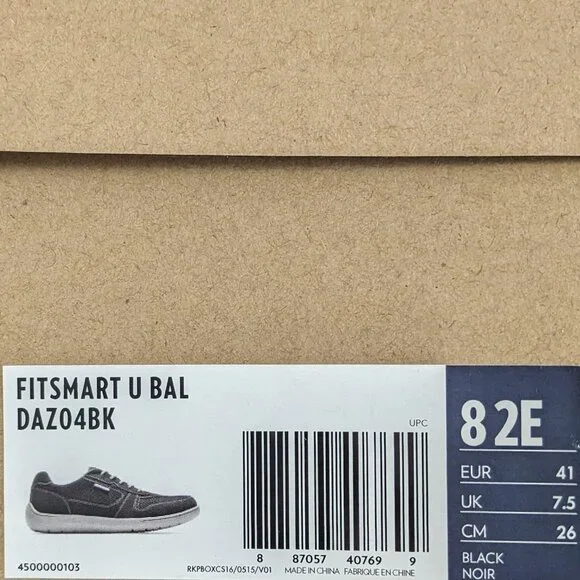 FITSMART U BAL
DAZ04BK
UPC
8 87057 40769 9
4500000103
RKPBOXCS16/0515/V01 MADE IN CHINA FABRIQUE EN CHINE
8 2E
EUR 41
UK 7.5
CM 26
BLACK
NOIR